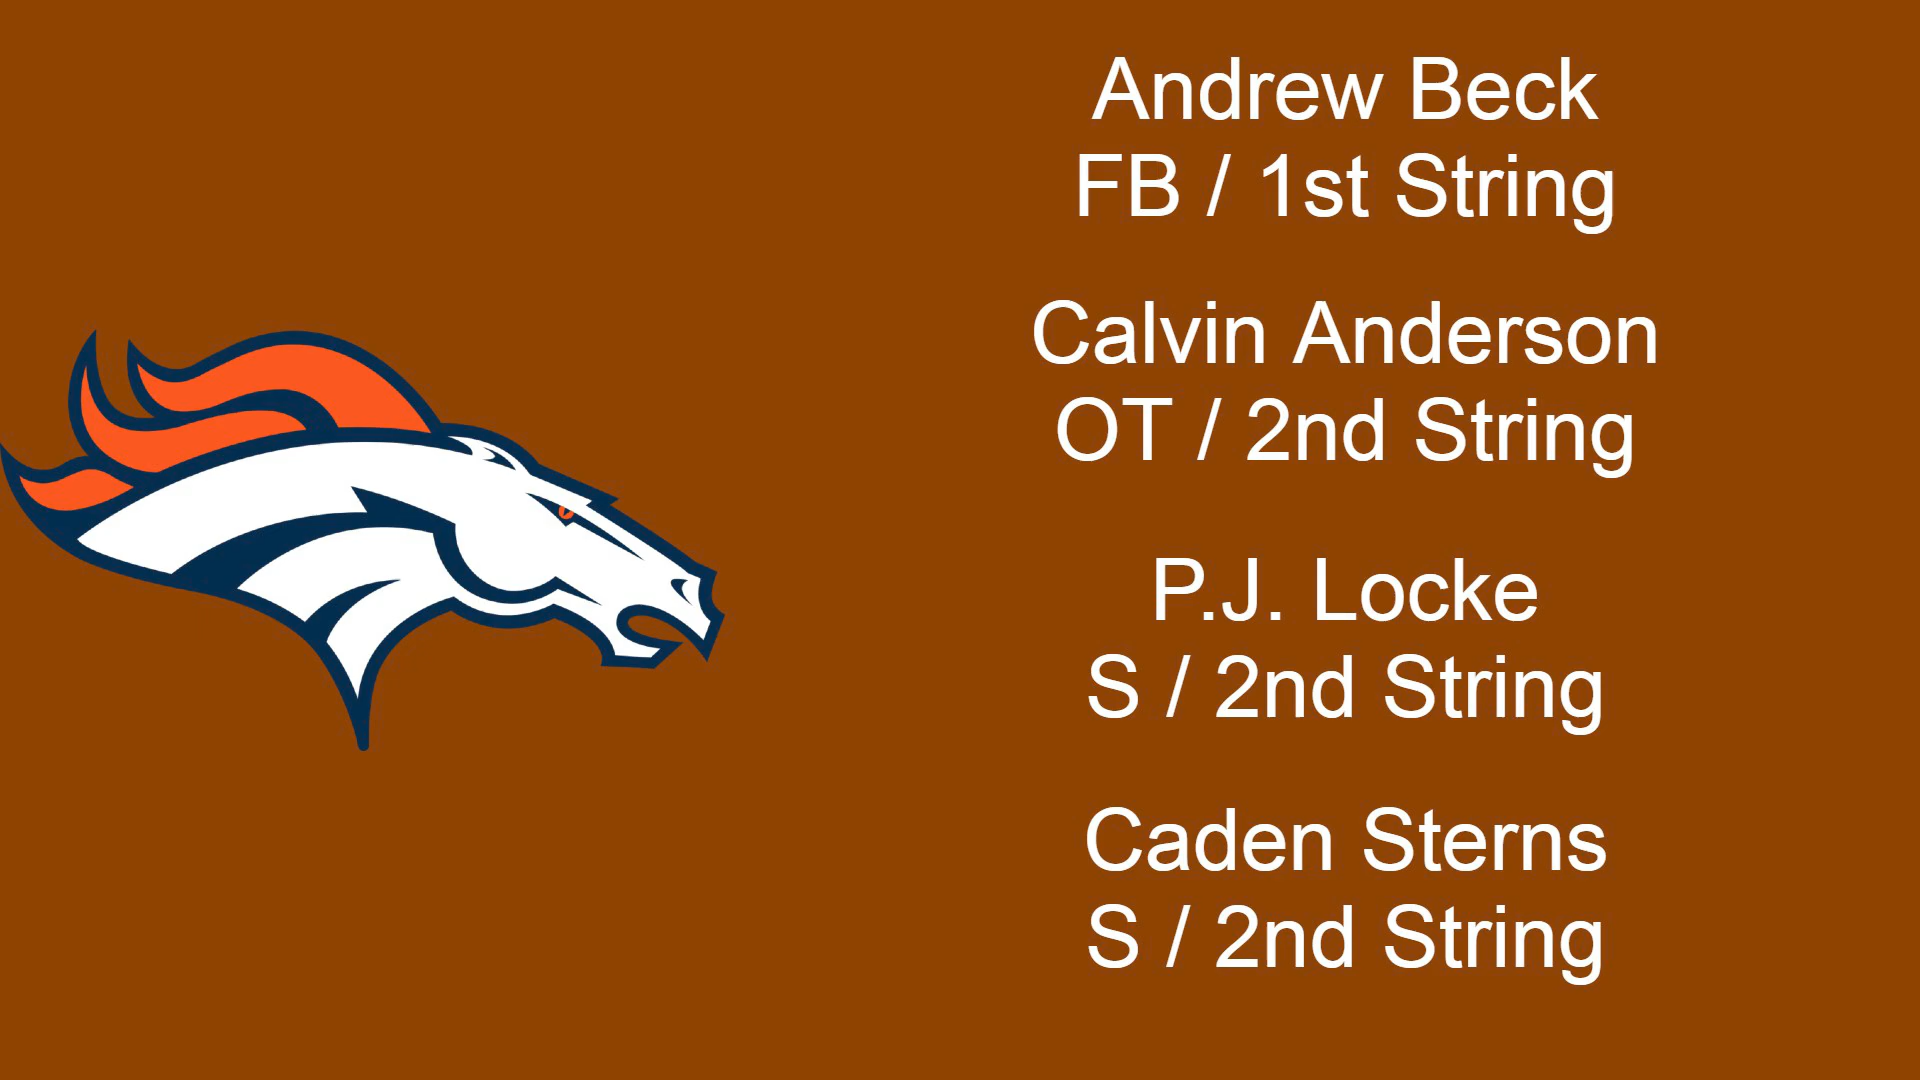 Andrew Beck
FB / 1st String
Calvin Anderson
OT / 2nd String
P.J. Locke
S / 2nd String
Caden Sterns
S / 2nd String